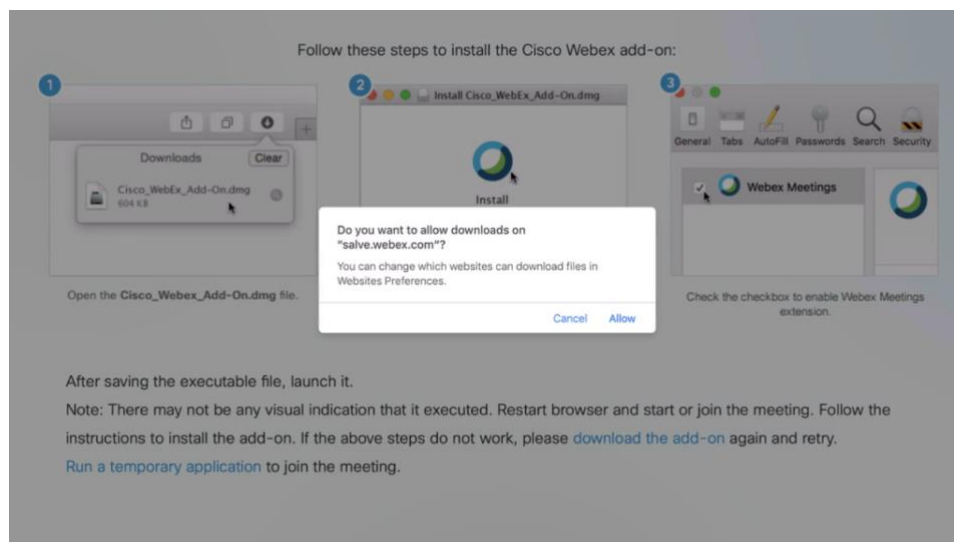 Follow these steps to install the Cisco Webex add-on:
1
Downloads
Clear
Cisco_WebEx_Add-On.dmg
604 KB
Open the Cisco_Webex_Add-On.dmg file.
2
Install Cisco_WebEx_Add-On.dmg
Install
3
General Tabs AutoFill Passwords Search Security
Webex Meetings
Check the checkbox to enable Webex Meetings
extension.
Do you want to allow downloads on
“salve.webex.com”?
You can change which websites can download files in
Websites Preferences.
Cancel Allow
After saving the executable file, launch it.
Note: There may not be any visual indication that it executed. Restart browser and start or join the meeting. Follow the
instructions to install the add-on. If the above steps do not work, please download the add-on again and retry.
Run a temporary application to join the meeting.